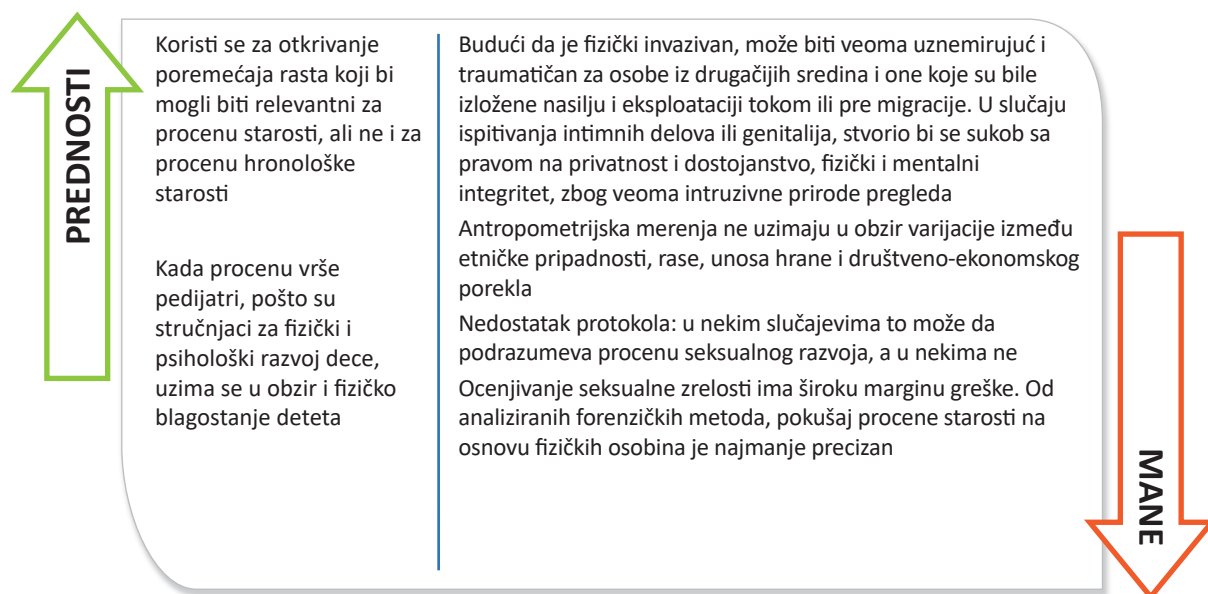 PREDNOSTI
Koristi se za otkrivanje
poremećaja rasta koji bi
mogli biti relevantni za
procenu starosti, ali ne i za
procenu hronološke
starosti
Kada procenu vrše
pedijatri, pošto su
stručnjaci za fizički i
psihološki razvoj dece,
uzima se u obzir i fizičko
blagostanje deteta
Budući da je fizički invazivan, može biti veoma uznemirujuć i
traumatičan za osobe iz drugačijih sredina i one koje su bile
izložene nasilju i eksploataciji tokom ili pre migracije. U slučaju
ispitivanja intimnih delova ili genitalija, stvorio bi se sukob sa
pravom na privatnost i dostojanstvo, fizički i mentalni
integritet, zbog veoma intruzivne prirode pregleda
Antropometrijska merenja ne uzimaju u obzir varijacije između
etničke pripadnosti, rase, unosa hrane i društveno-ekonomskog
porekla
Nedostatak protokola: u nekim slučajevima to može da
podrazumeva procenu seksualnog razvoja, a u nekima ne
Ocenjivanje seksualne zrelosti ima široku marginu greške. Od
analiziranih forenzičkih metoda, pokušaj procene starosti na
osnovu fizičkih osobina je najmanje precizan
MANE